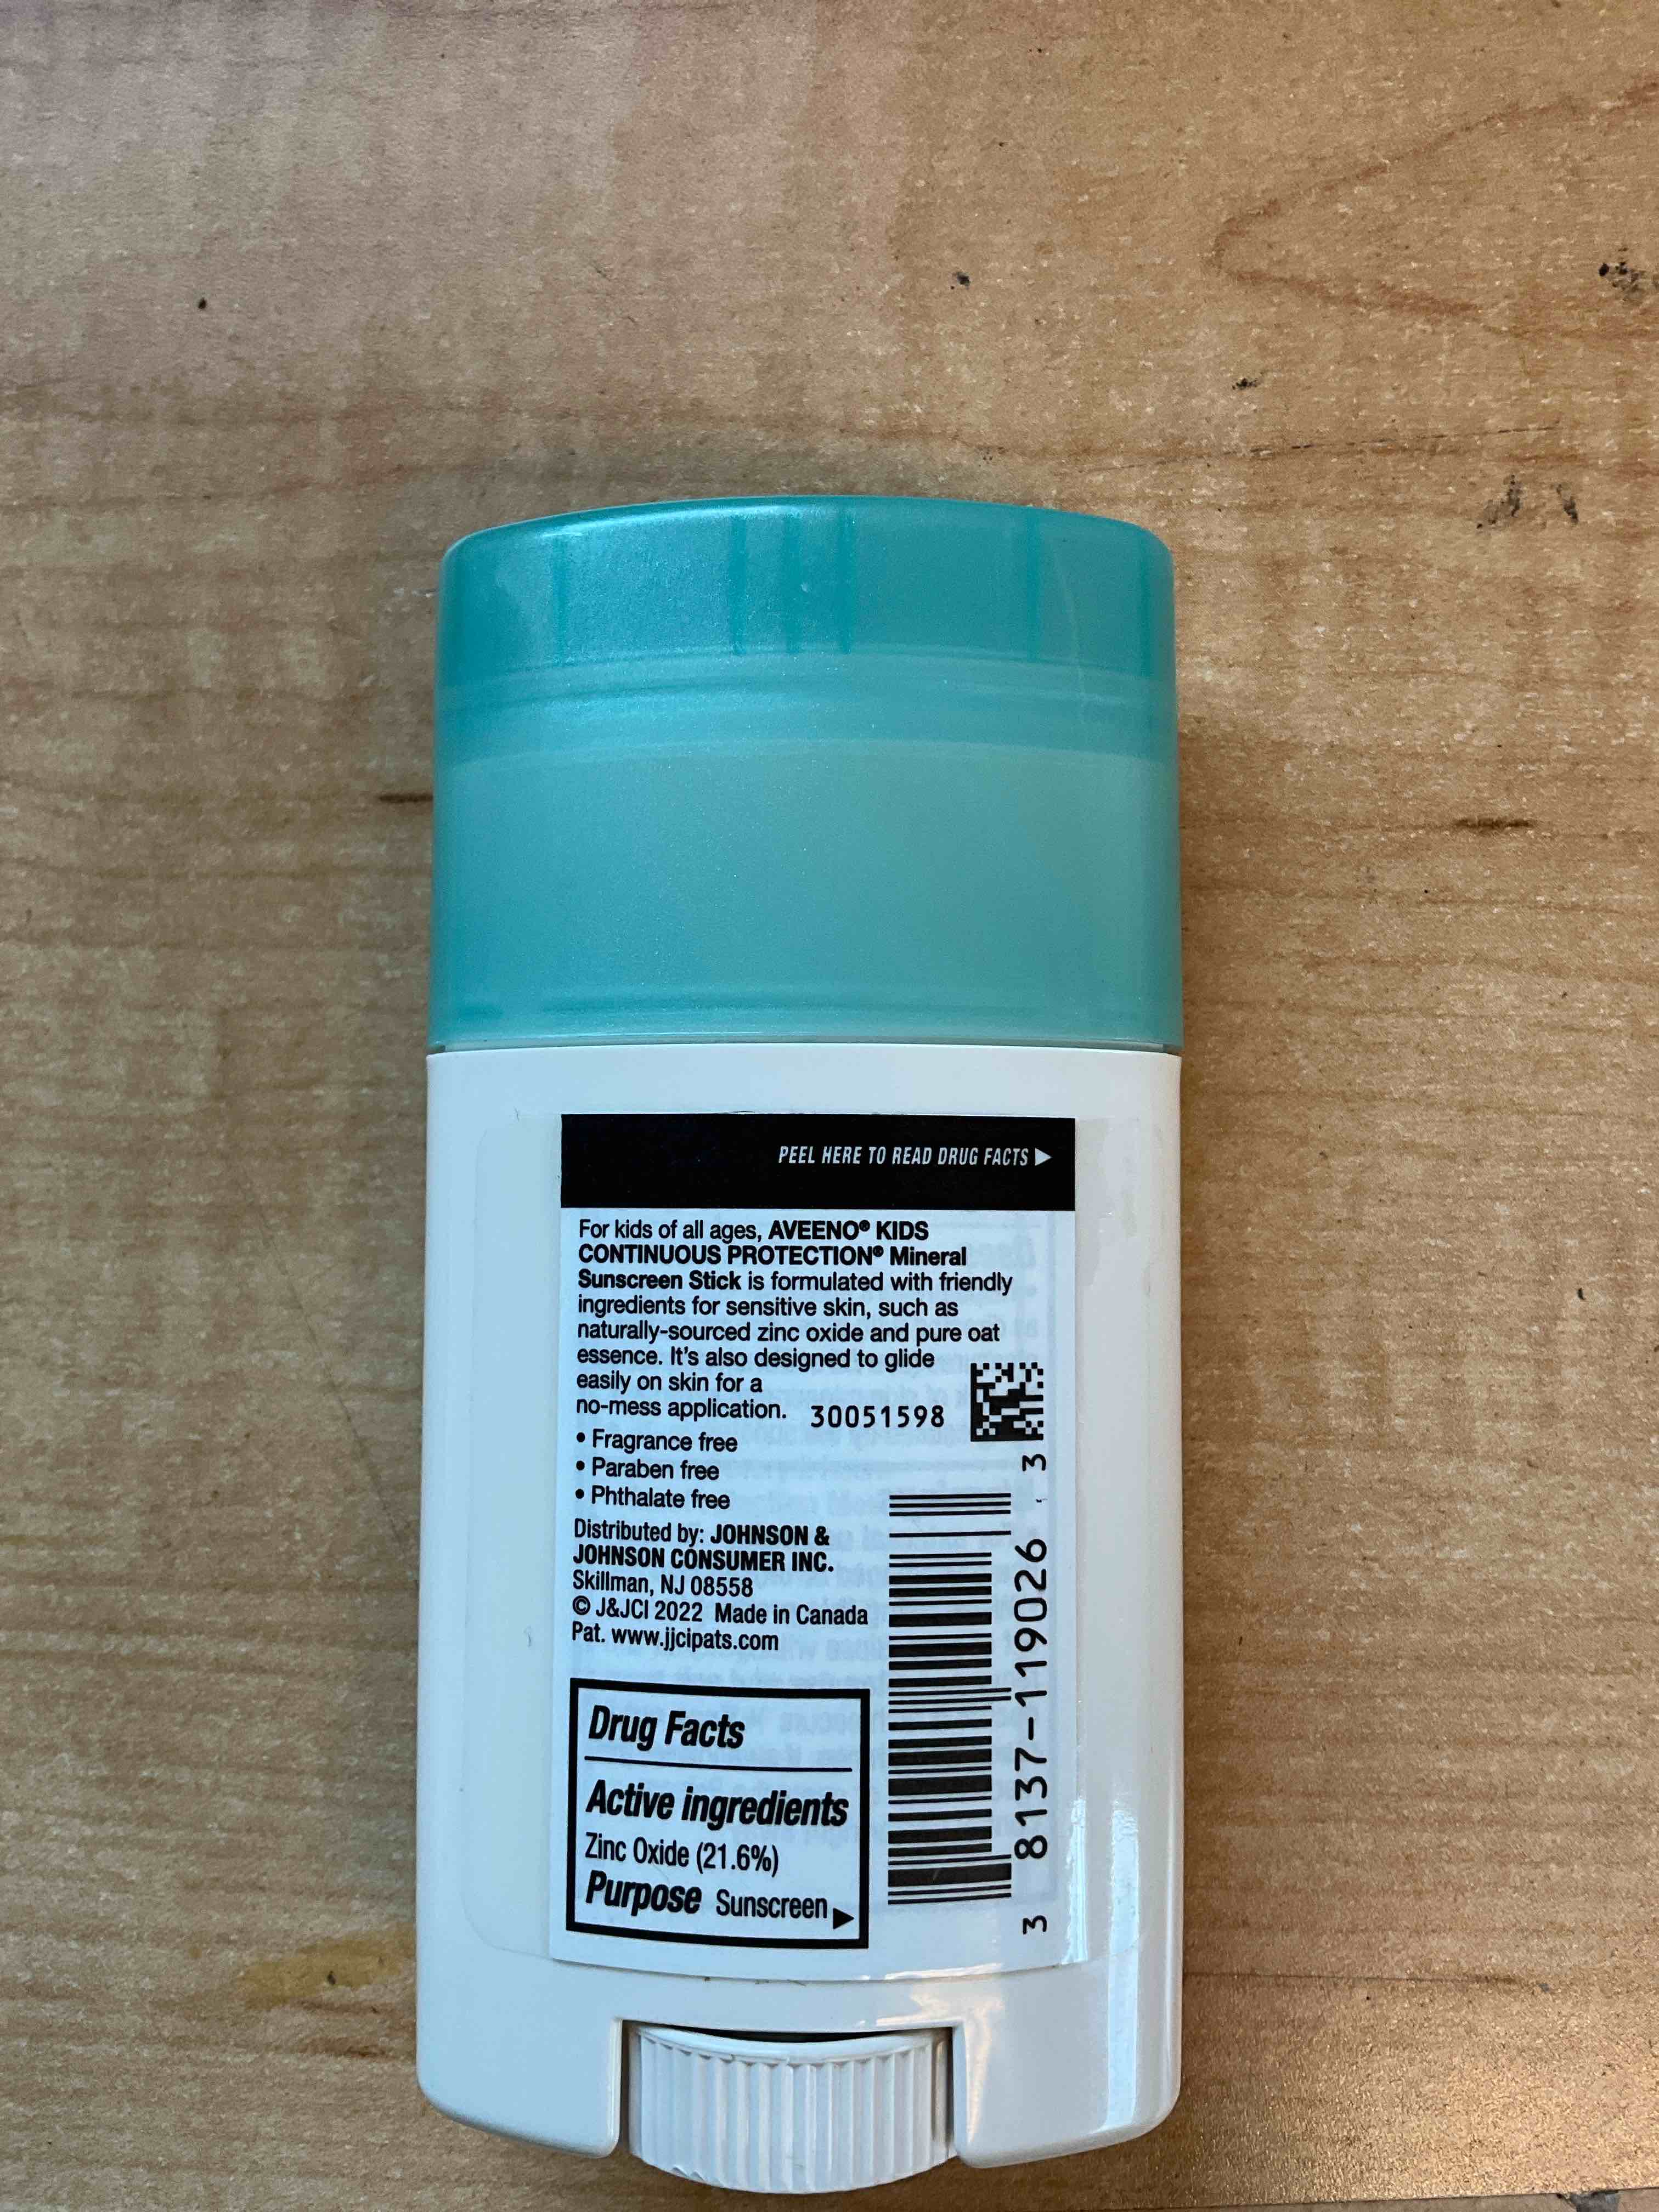 PEEL HERE TO READ DRUG FACTS ▶
For kids of all ages, AVEENO® KIDS
CONTINUOUS PROTECTION® Mineral
Sunscreen Stick is formulated with friendly
ingredients for sensitive skin, such as
naturally-sourced zinc oxide and pure oat
essence. It's also designed to glide
easily on skin for a
no-mess application. 30051598
• Fragrance free
• Paraben free
• Phthalate free
Distributed by: JOHNSON &
JOHNSON CONSUMER INC.
Skillman, NJ 08558
© J&JCI 2022 Made in Canada
Pat. www.jjcipats.com
Drug Facts
Active ingredients
Zinc Oxide (21.6%)
Purpose Sunscreen ▶
3 8137-119026 3